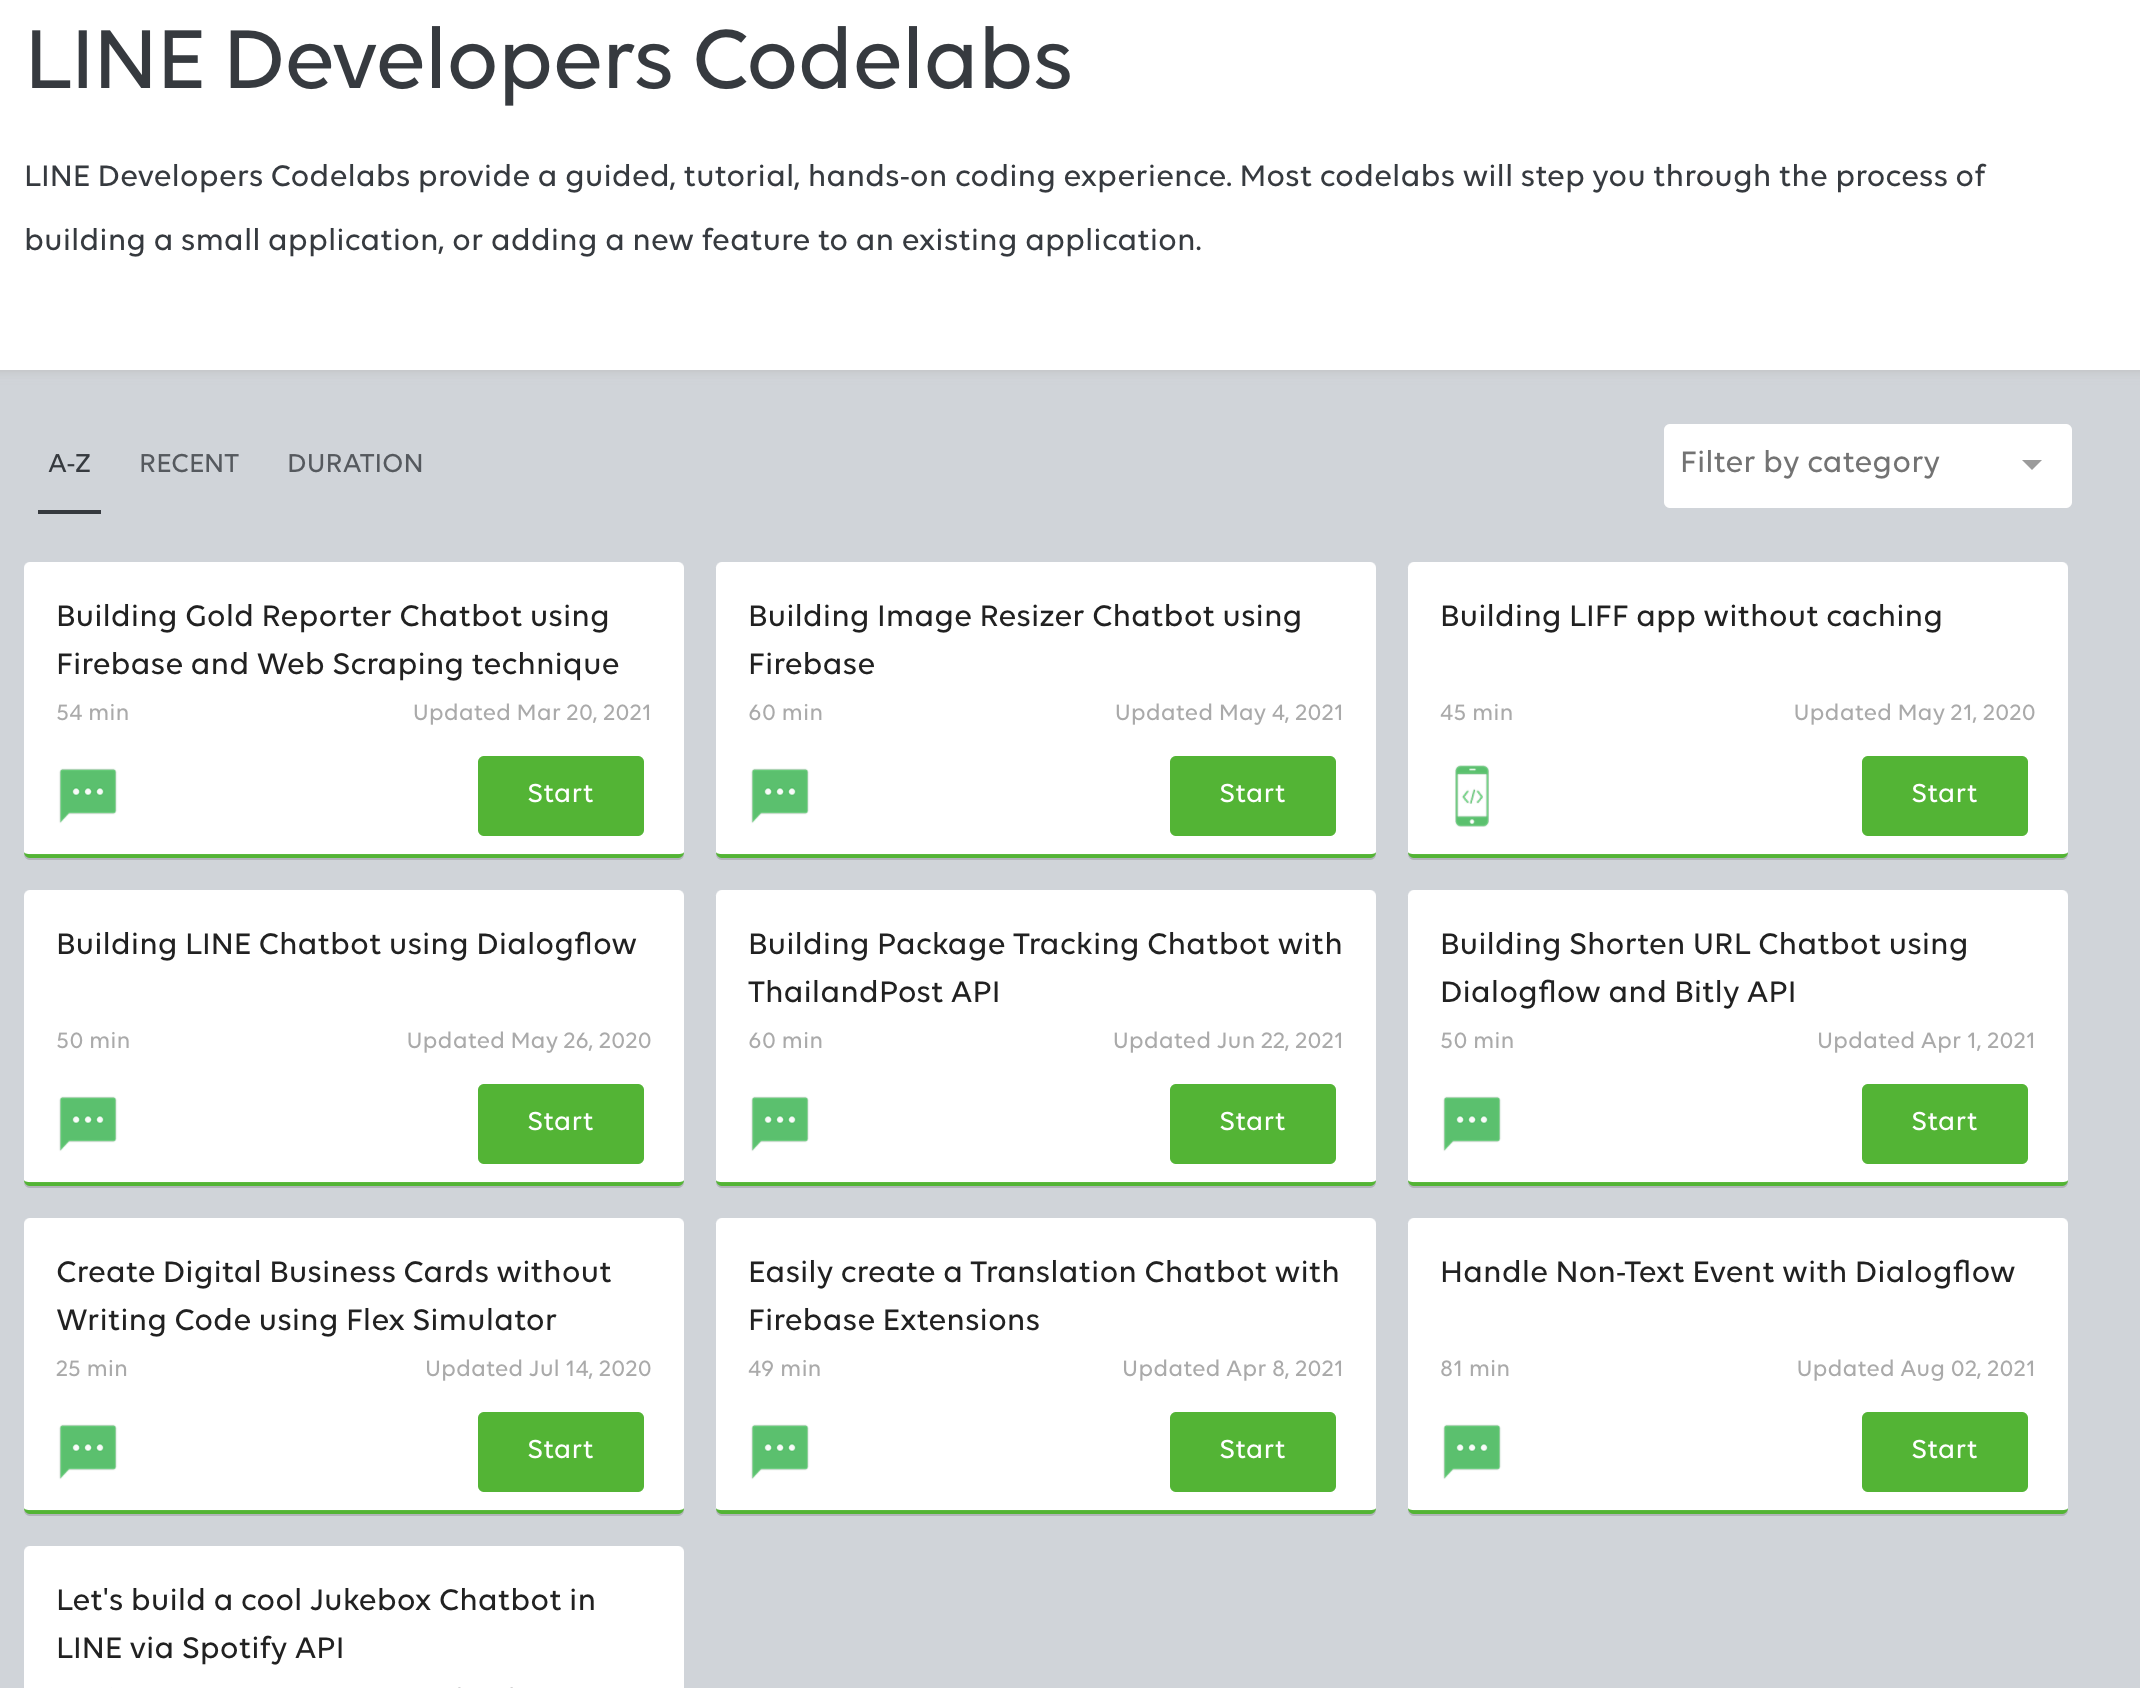 LINE Developers Codelabs
LINE Developers Codelabs provide a guided, tutorial, hands-on coding experience. Most codelabs will step you through the process of
building a small application, or adding a new feature to an existing application.
A-Z
RECENT
DURATION
Filter by category
Building Gold Reporter Chatbot using
Firebase and Web Scraping technique
54 min
Updated Mar 20, 2021
Start
Building Image Resizer Chatbot using
Firebase
60 min
Updated May 4, 2021
Start
Building LIFF app without caching
45 min
Updated May 21, 2020
Start
Building LINE Chatbot using Dialogflow
50 min
Updated May 26, 2020
Start
Building Package Tracking Chatbot with
ThailandPost API
60 min
Updated Jun 22, 2021
Start
Building Shorten URL Chatbot using
Dialogflow and Bitly API
50 min
Updated Apr 1, 2021
Start
Create Digital Business Cards without
Writing Code using Flex Simulator
25 min
Updated Jul 14, 2020
Start
Easily create a Translation Chatbot with
Firebase Extensions
49 min
Updated Apr 8, 2021
Start
Handle Non-Text Event with Dialogflow
81 min
Updated Aug 02, 2021
Start
Let's build a cool Jukebox Chatbot in
LINE via Spotify API